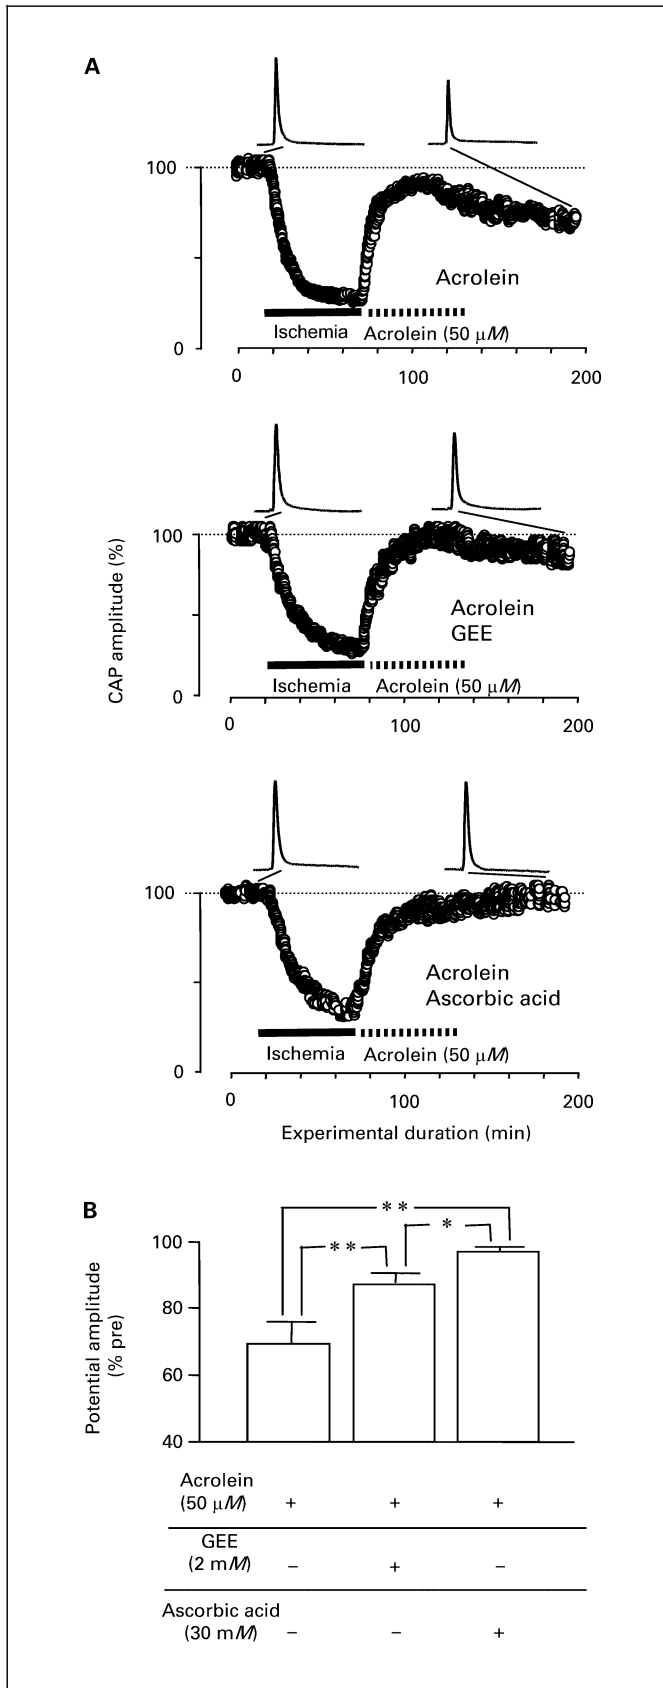 A
100
Acrolein
Ischemia Acrolein (50 µM)
0
0 100 200
100
Acrolein
GEE
CAP amplitude (%)
Ischemia Acrolein (50 µM)
0
0 100 200
100
Acrolein
Ascorbic acid
Ischemia Acrolein (50 µM)
0
0 100 200
Experimental duration (min)
B
**
*
**
100
80
60
40
Potential amplitude
(% pre)
Acrolein
(50 µM) + + +
GEE
(2 mM) – + –
Ascorbic acid
(30 mM) – – +